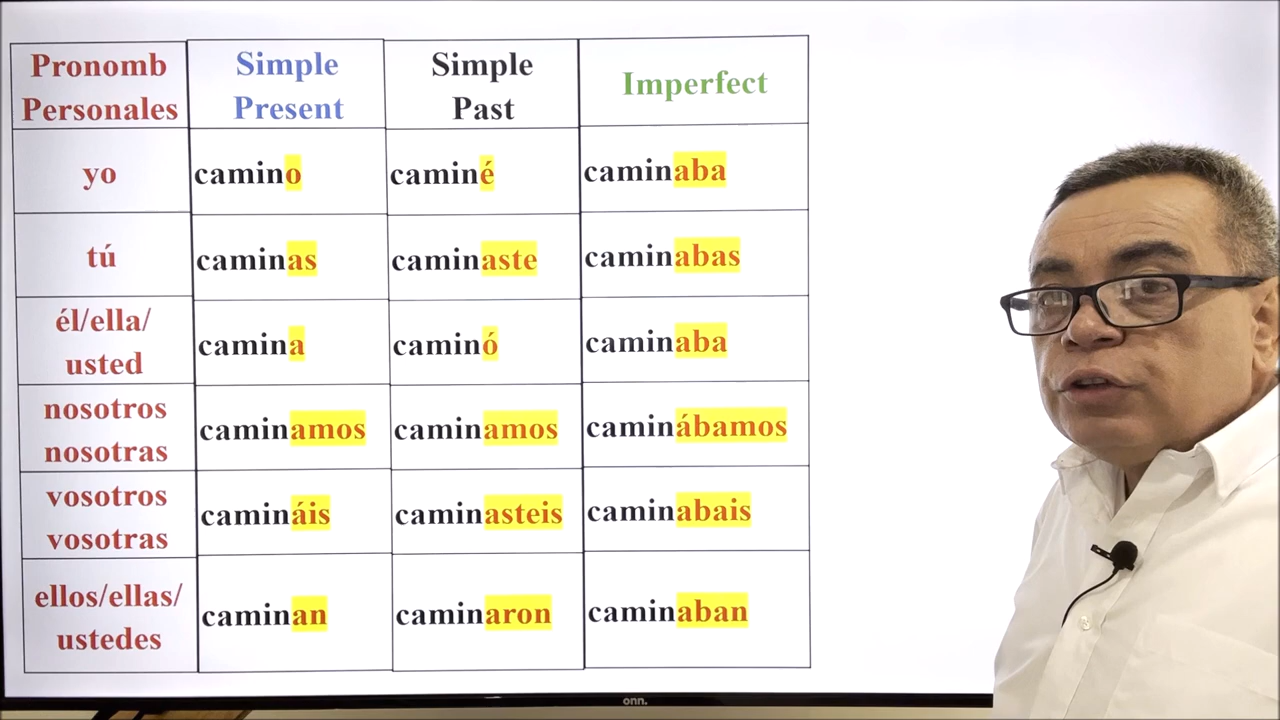 Pronomb Personales | Simple Present | Simple Past | Imperfect
yo | camino | caminé | caminaba
tú | caminas | caminaste | caminabas
él/ella/ usted | camina | caminó | caminaba
nosotros nosotras | caminamos | caminamos | caminábamos
vosotros vosotras | camináis | caminasteis | caminabais
ellos/ellas/ ustedes | caminan | caminaron | caminaban
onn.